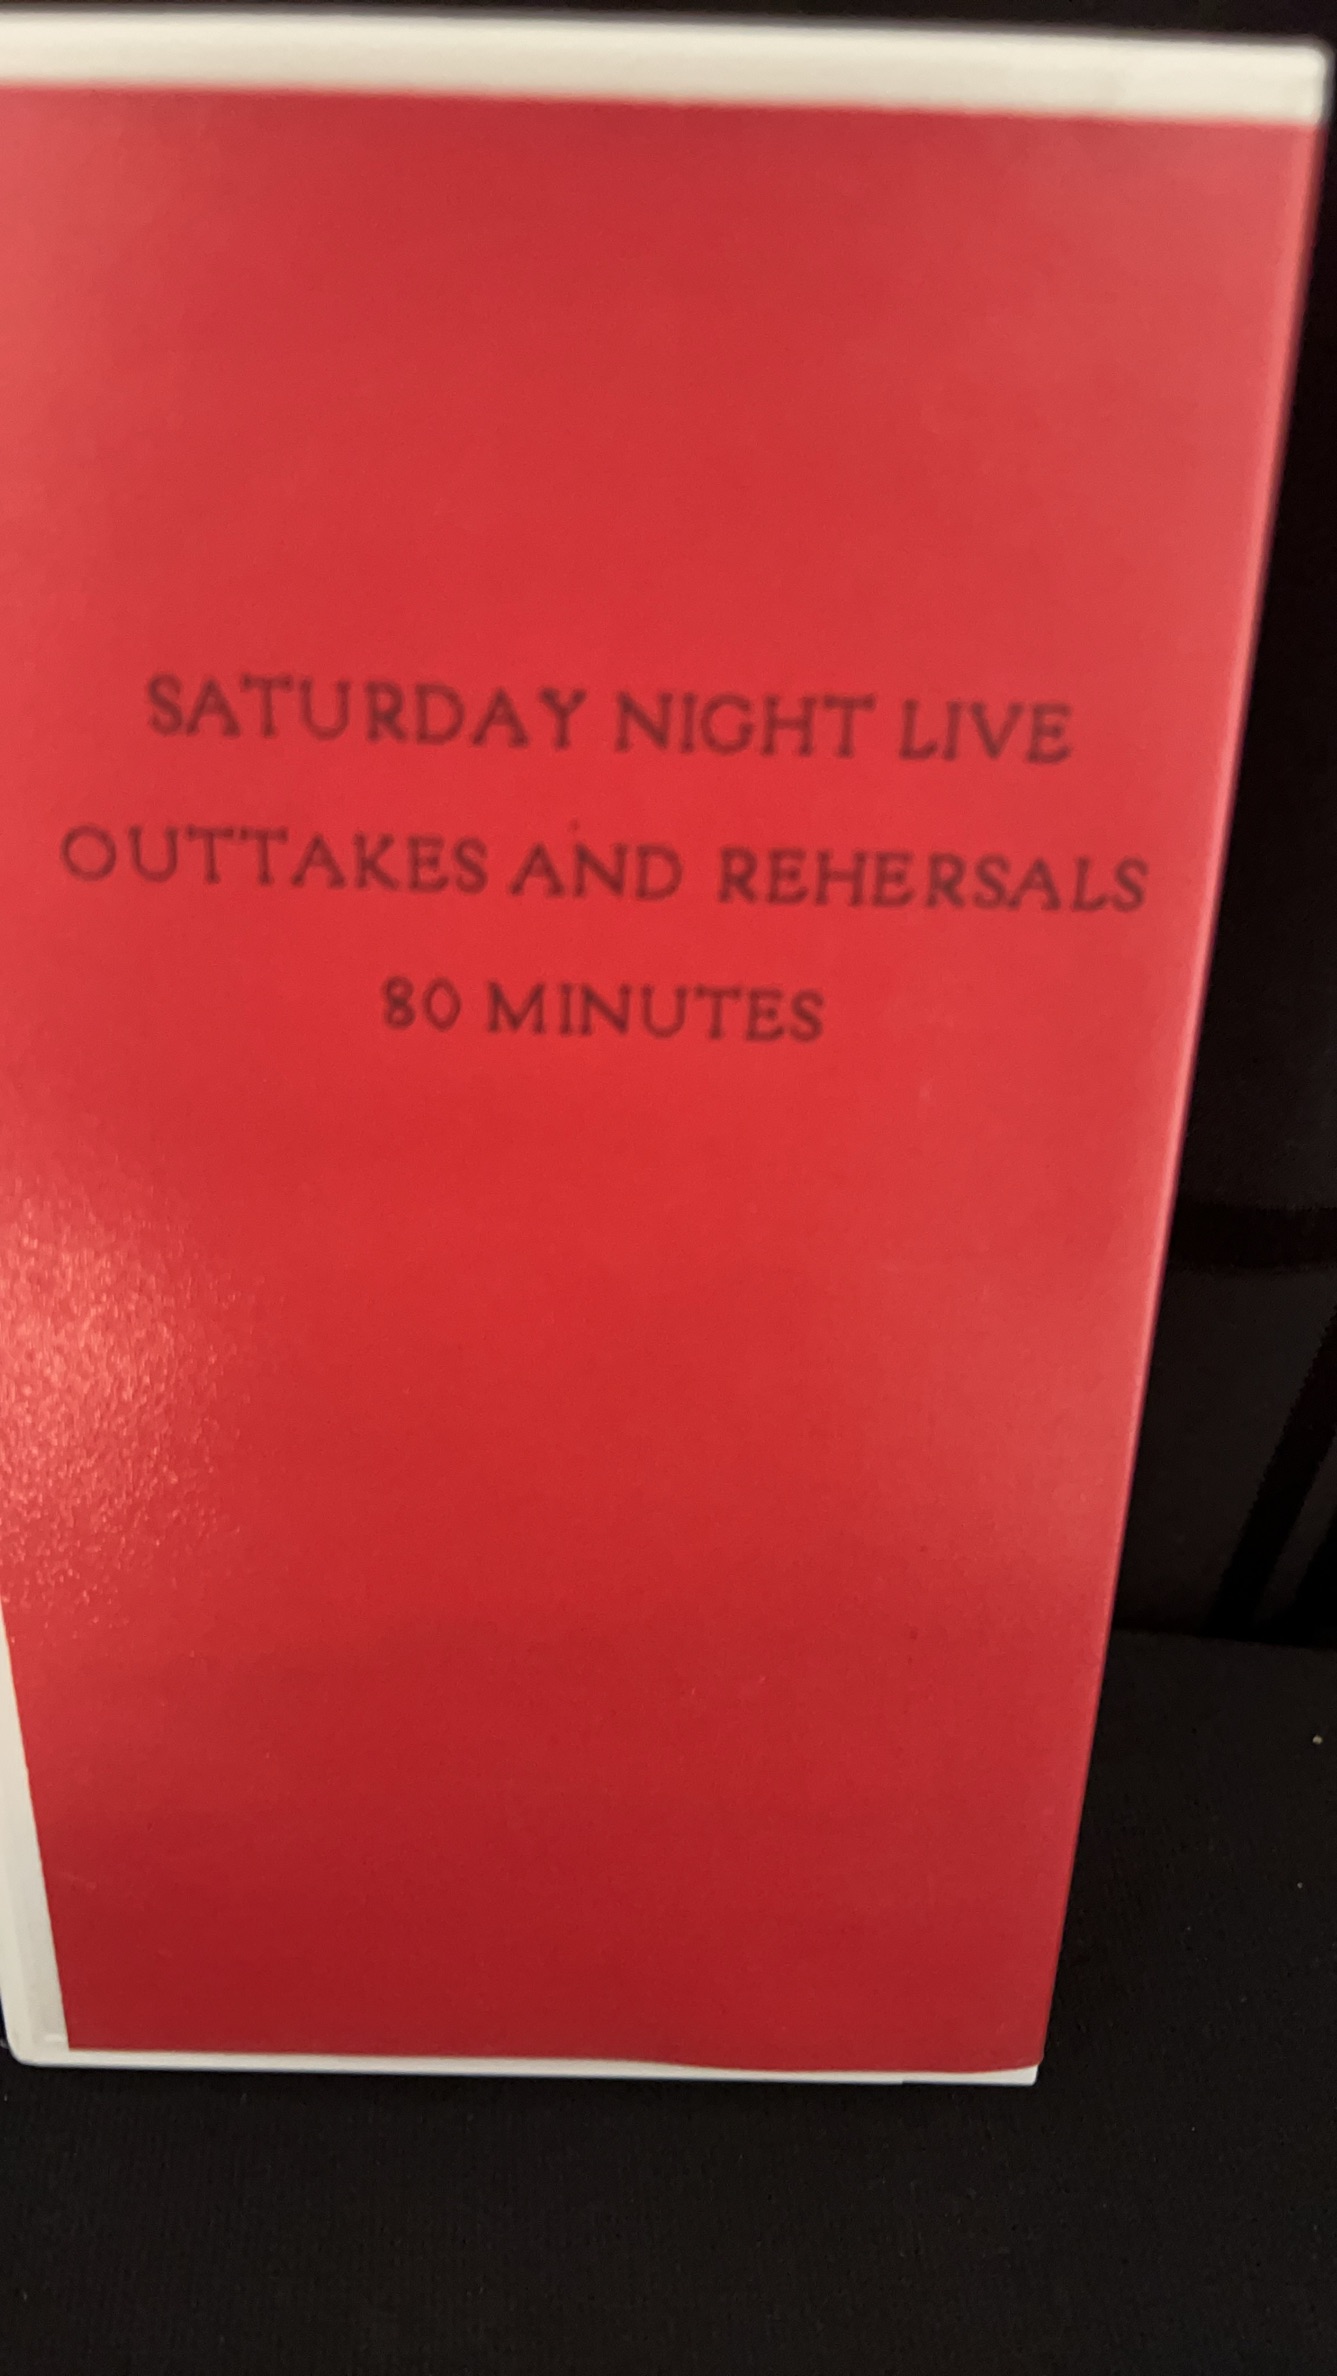 SATURDAY NIGHT LIVE
OUTTAKES AND REHERSALS
80 MINUTES